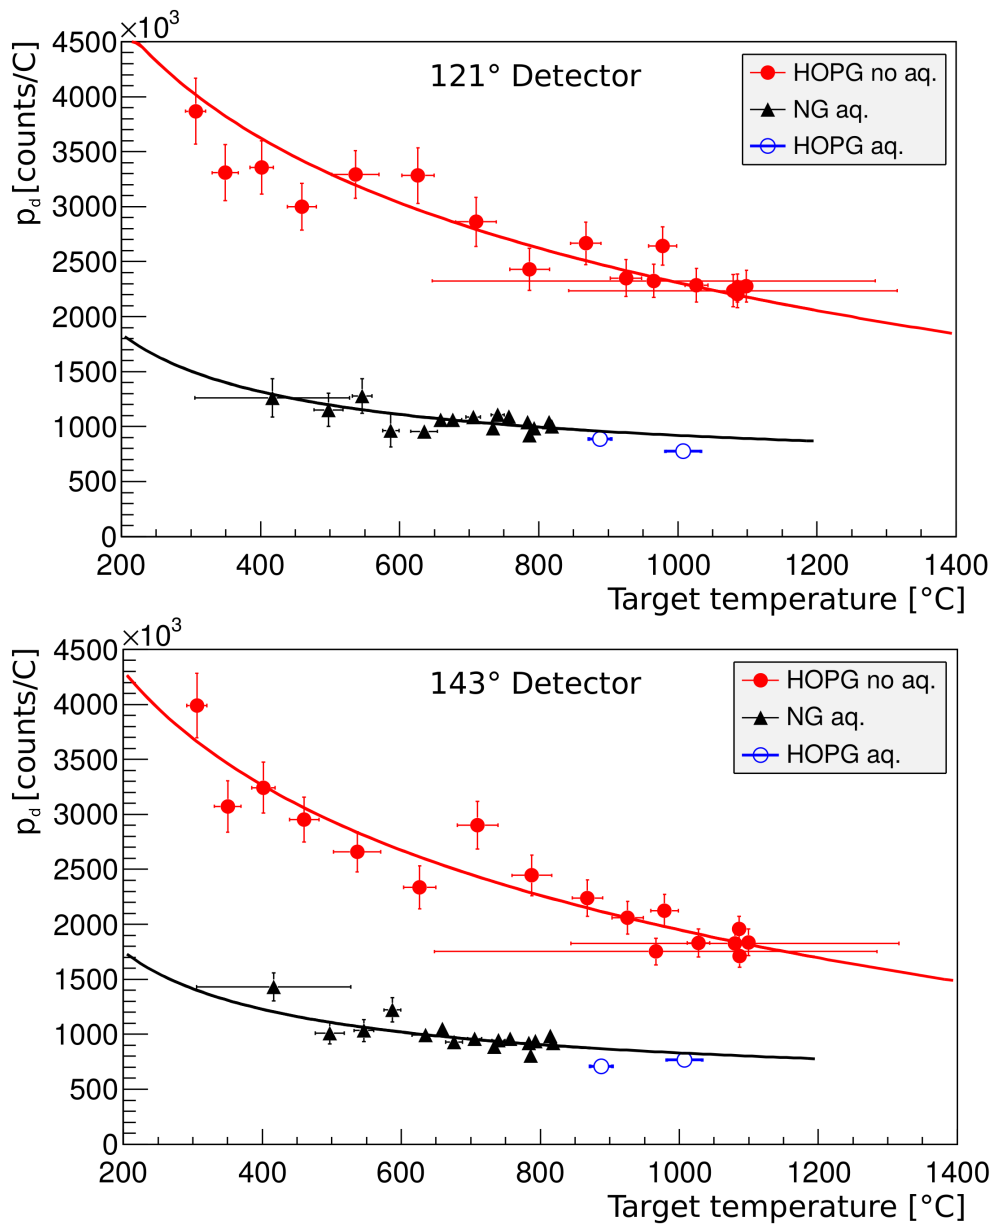 ×10³
4500
4000
3500
3000
2500
2000
1500
1000
500
0
p_d [counts/C]
121° Detector
HOPG no aq.
NG aq.
HOPG aq.
200 400 600 800 1000 1200 1400
Target temperature [°C]
×10³
4500
4000
3500
3000
2500
2000
1500
1000
500
0
p_d [counts/C]
143° Detector
HOPG no aq.
NG aq.
HOPG aq.
200 400 600 800 1000 1200 1400
Target temperature [°C]